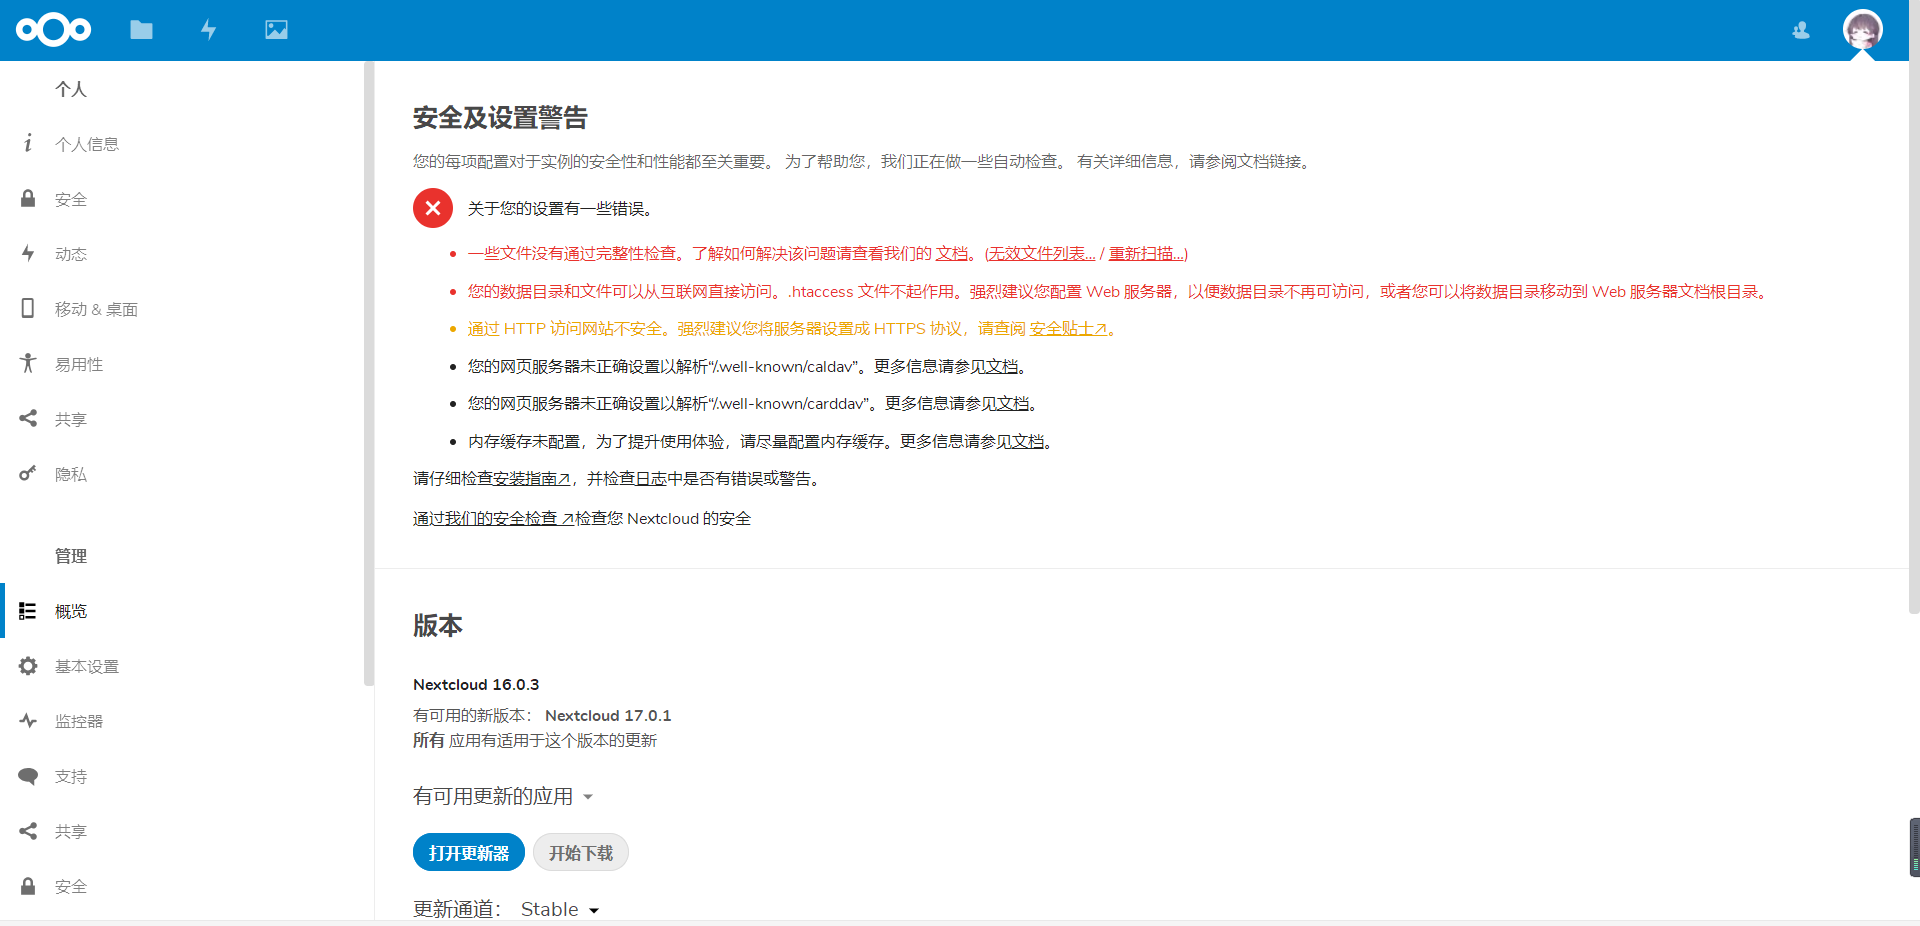 个人
个人信息
安全
动态
移动 & 桌面
易用性
共享
隐私
管理
概览
基本设置
监控器
支持
共享
安全
安全及设置警告
您的每项配置对于实例的安全性和性能都至关重要。 为了帮助您，我们正在做一些自动检查。 有关详细信息，请参阅文档链接。
关于您的设置有一些错误。
一些文件没有通过完整性检查。了解如何解决该问题请查看我们的 文档。(无效文件列表… / 重新扫描…)
您的数据目录和文件可以从互联网直接访问。.htaccess 文件不起作用。强烈建议您配置 Web 服务器，以便数据目录不再可访问，或者您可以将数据目录移动到 Web 服务器文档根目录。
通过 HTTP 访问网站不安全。强烈建议您将服务器设置成 HTTPS 协议，请查阅 安全贴士↗。
您的网页服务器未正确设置以解析“/.well-known/caldav”。更多信息请参见文档。
您的网页服务器未正确设置以解析“/.well-known/carddav”。更多信息请参见文档。
内存缓存未配置，为了提升使用体验，请尽量配置内存缓存。更多信息请参见文档。
请仔细检查安装指南↗，并检查日志中是否有错误或警告。
通过我们的安全检查 ↗检查您 Nextcloud 的安全
版本
Nextcloud 16.0.3
有可用的新版本： Nextcloud 17.0.1
所有 应用有适用于这个版本的更新
有可用更新的应用
打开更新器 开始下载
更新通道： Stable